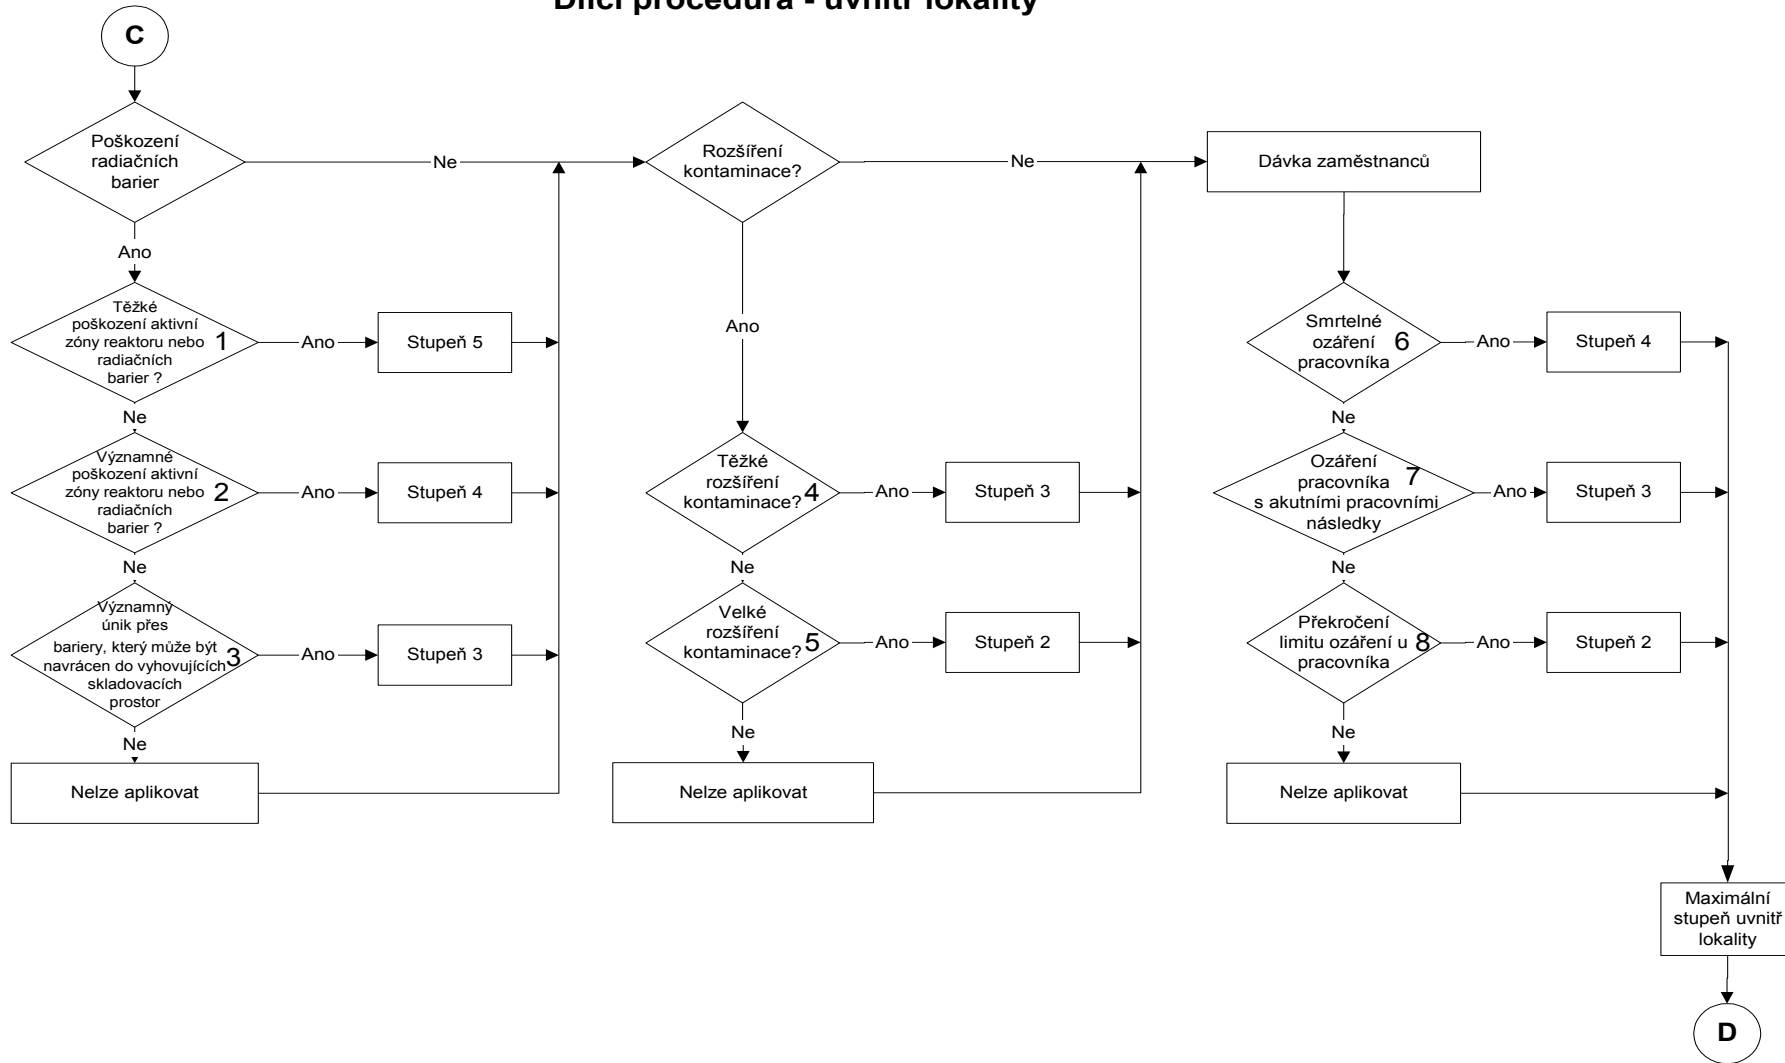 Dílčí procedura - uvnitř lokality
C
Poškození
radiačních
barier
Ne
Ano
Těžké
poškození aktivní
zóny reaktoru nebo
radiačních
barier ?
1
Ano
Stupeň 5
Ne
Významné
poškození aktivní
zóny reaktoru nebo
radiačních
barier ?
2
Ano
Stupeň 4
Ne
Významný
únik přes
bariery, který může být
navrácen do vyhovujících
skladovacích
prostor
3
Ano
Stupeň 3
Ne
Nelze aplikovat
Rozšíření
kontaminace?
Ne
Ano
Těžké
rozšíření
kontaminace?
4
Ano
Stupeň 3
Ne
Velké
rozšíření
kontaminace?
5
Ano
Stupeň 2
Ne
Nelze aplikovat
Dávka zaměstnanců
Smrtelné
ozáření
pracovníka
6
Ano
Stupeň 4
Ne
Ozáření
pracovníka
s akutními pracovními
následky
7
Ano
Stupeň 3
Ne
Překročení
limitu ozáření u
pracovníka
8
Ano
Stupeň 2
Ne
Nelze aplikovat
Maximální
stupeň uvnitř
lokality
D